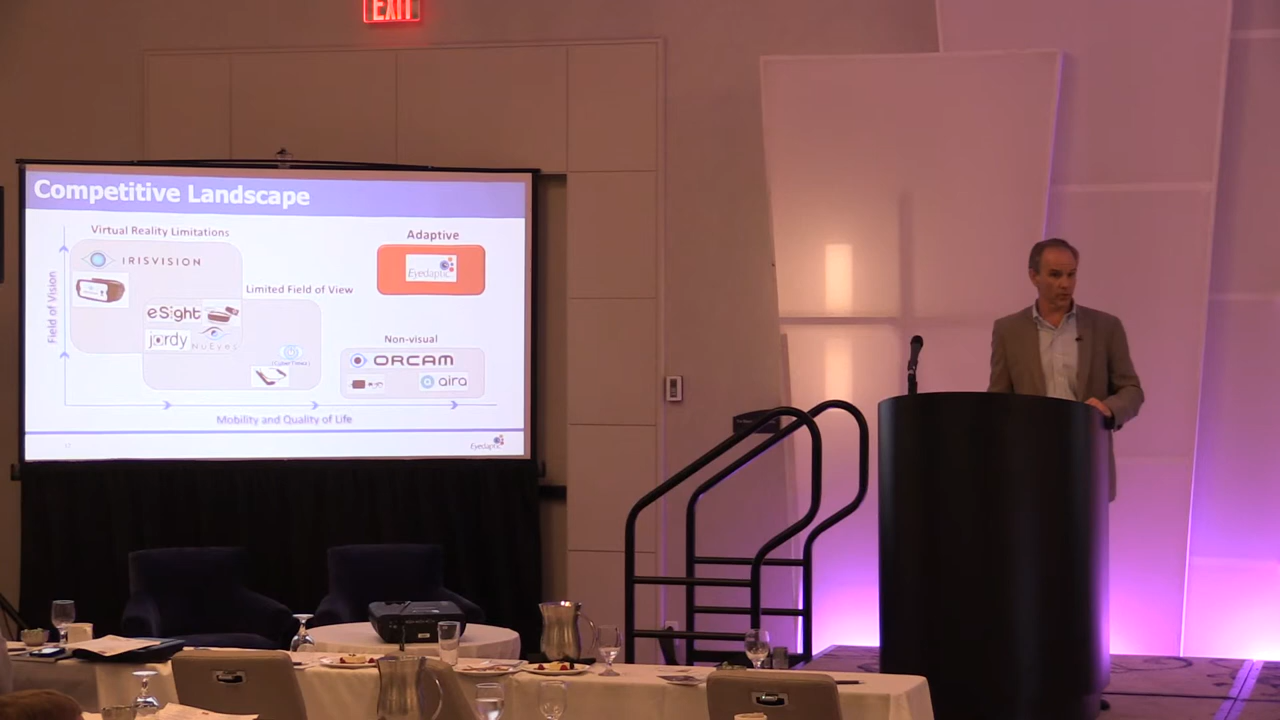 EXIT
Competitive Landscape
Virtual Reality Limitations
IRISVISION
Adaptive
Eyedaptic
Limited Field of View
eSight
jordy
NuEyes
Non-visual
ORCAM
aira
Field of Vision
Mobility and Quality of Life
Eyedaptic